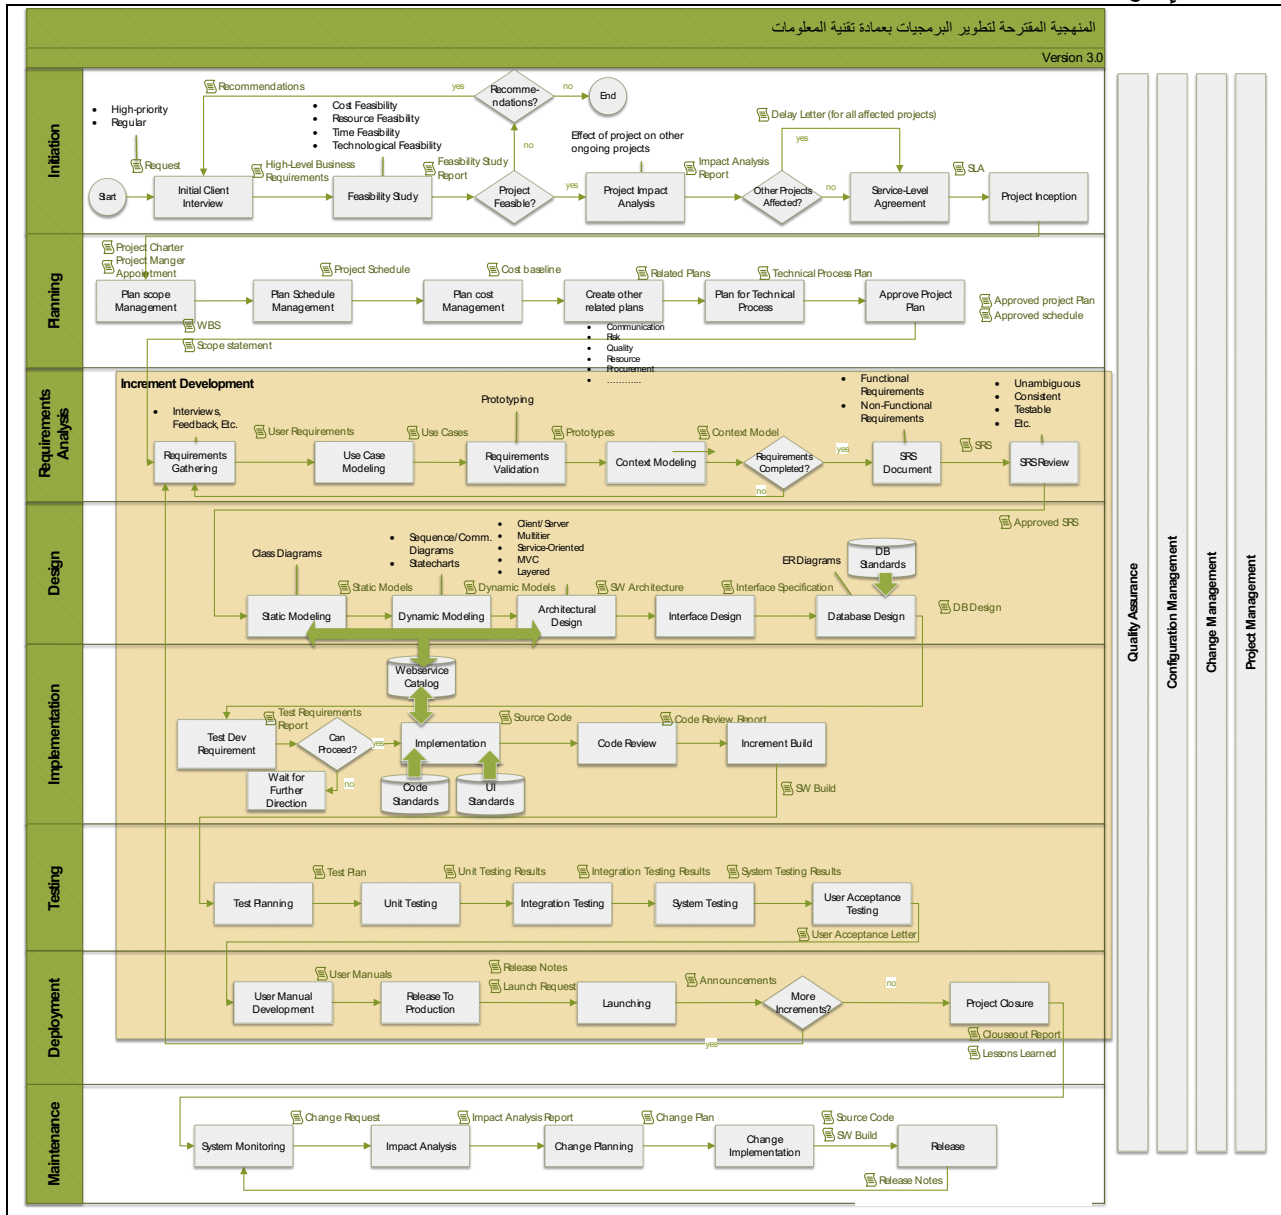 المنهجية المقترحة لتطوير البرمجيات بعمادة تقنية المعلومات
Version 3.0
Initiation
High-priority
Regular
Request
Start
Initial Client
Interview
Recommendations
High-Level Business
Requirements
Cost Feasibility
Resource Feasibility
Time Feasibility
Technological Feasibility
Feasibility Study
Feasibility Study
Report
yes
Recomme-
ndations?
no
End
no
Project
Feasible?
yes
Effect of project on other
ongoing projects
Project Impact
Analysis
Impact Analysis
Report
Delay Letter (for all affected projects)
yes
Other Projects
Affected?
no
Service-Level
Agreement
SLA
Project Inception
Planning
Project Charter
Project Manger
Appointment
Plan scope
Management
WBS
Scope statement
Plan Schedule
Management
Project Schedule
Plan cost
Management
Cost baseline
Create other
related plans
Communication
Risk
Quality
Resource
Procurement
............
Related Plans
Plan for Technical
Process
Technical Process Plan
Approve Project
Plan
Approved project Plan
Approved schedule
Requirements
Analysis
Increment Development
Interviews,
Feedback, Etc.
Requirements
Gathering
User Requirements
Use Case
Modeling
Use Cases
Prototyping
Requirements
Validation
Prototypes
Context Modeling
Context Model
Requirements
Completed?
yes
no
Functional
Requirements
Non-Functional
Requirements
SRS
Document
SRS
Unambiguous
Consistent
Testable
Etc.
SRS Review
Approved SRS
Design
Class Diagrams
Static Modeling
Static Models
Sequence/Comm.
Diagrams
Statecharts
Dynamic Modeling
Dynamic Models
Client/Server
Multitier
Service-Oriented
MVC
Layered
Architectural
Design
SW Architecture
Interface Design
Interface Specification
ER Diagrams
DB
Standards
Database Design
DB Design
Implementation
Webservice
Catalog
Test Dev
Requirement
Test Requirements
Report
Can
Proceed?
yes
no
Wait for
Further
Direction
Implementation
Code
Standards
UI
Standards
Source Code
Code Review
Code Review Report
Increment Build
SW Build
Testing
Test Planning
Test Plan
Unit Testing
Unit Testing Results
Integration Testing
Integration Testing Results
System Testing
System Testing Results
User Acceptance
Testing
User Acceptance Letter
Deployment
User Manual
Development
User Manuals
Release To
Production
Release Notes
Launch Request
Launching
Announcements
More
Increments?
no
yes
Project Closure
Clouseout Report
Lessons Learned
Maintenance
System Monitoring
Change Request
Impact Analysis
Impact Analysis Report
Change Planning
Change Plan
Change
Implementation
Source Code
SW Build
Release
Release Notes
Quality Assurance
Configuration Management
Change Management
Project Management